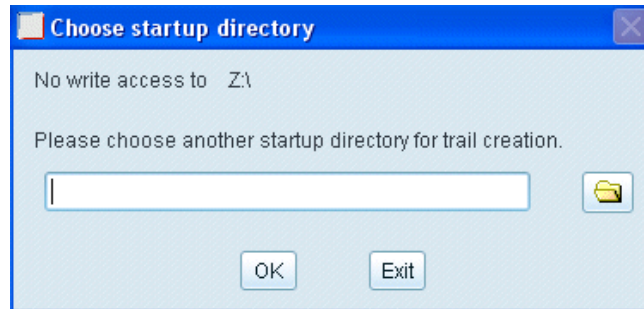 Choose startup directory
No write access to Z:\
Please choose another startup directory for trail creation.
OK Exit